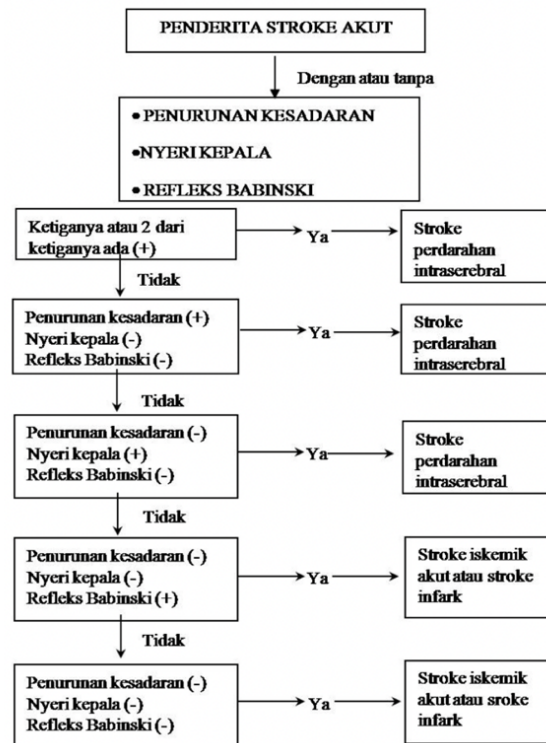 PENDERITA STROKE AKUT
Dengan atau tanpa
• PENURUNAN KESADARAN
•NYERI KEPALA
• REFLEKS BABINSKI
Ketiganya atau 2 dari
ketiganya ada (+)
Ya
Stroke
perdarahan
intraserebral
Tidak
Penurunan kesadaran (+)
Nyeri kepala (-)
Refleks Babinski (-)
Ya
Stroke
perdarahan
intraserebral
Tidak
Penurunan kesadaran (-)
Nyeri kepala (+)
Refleks Babinski (-)
Ya
Stroke
perdarahan
intraserebral
Tidak
Penurunan kesadaran (-)
Nyeri kepala (-)
Refleks Babinski (+)
Ya
Stroke iskemik
akut atau stroke
infark
Tidak
Penurunan kesadaran (-)
Nyeri kepala (-)
Refleks Babinski (-)
Ya
Stroke iskemik
akut atau sroke
infark